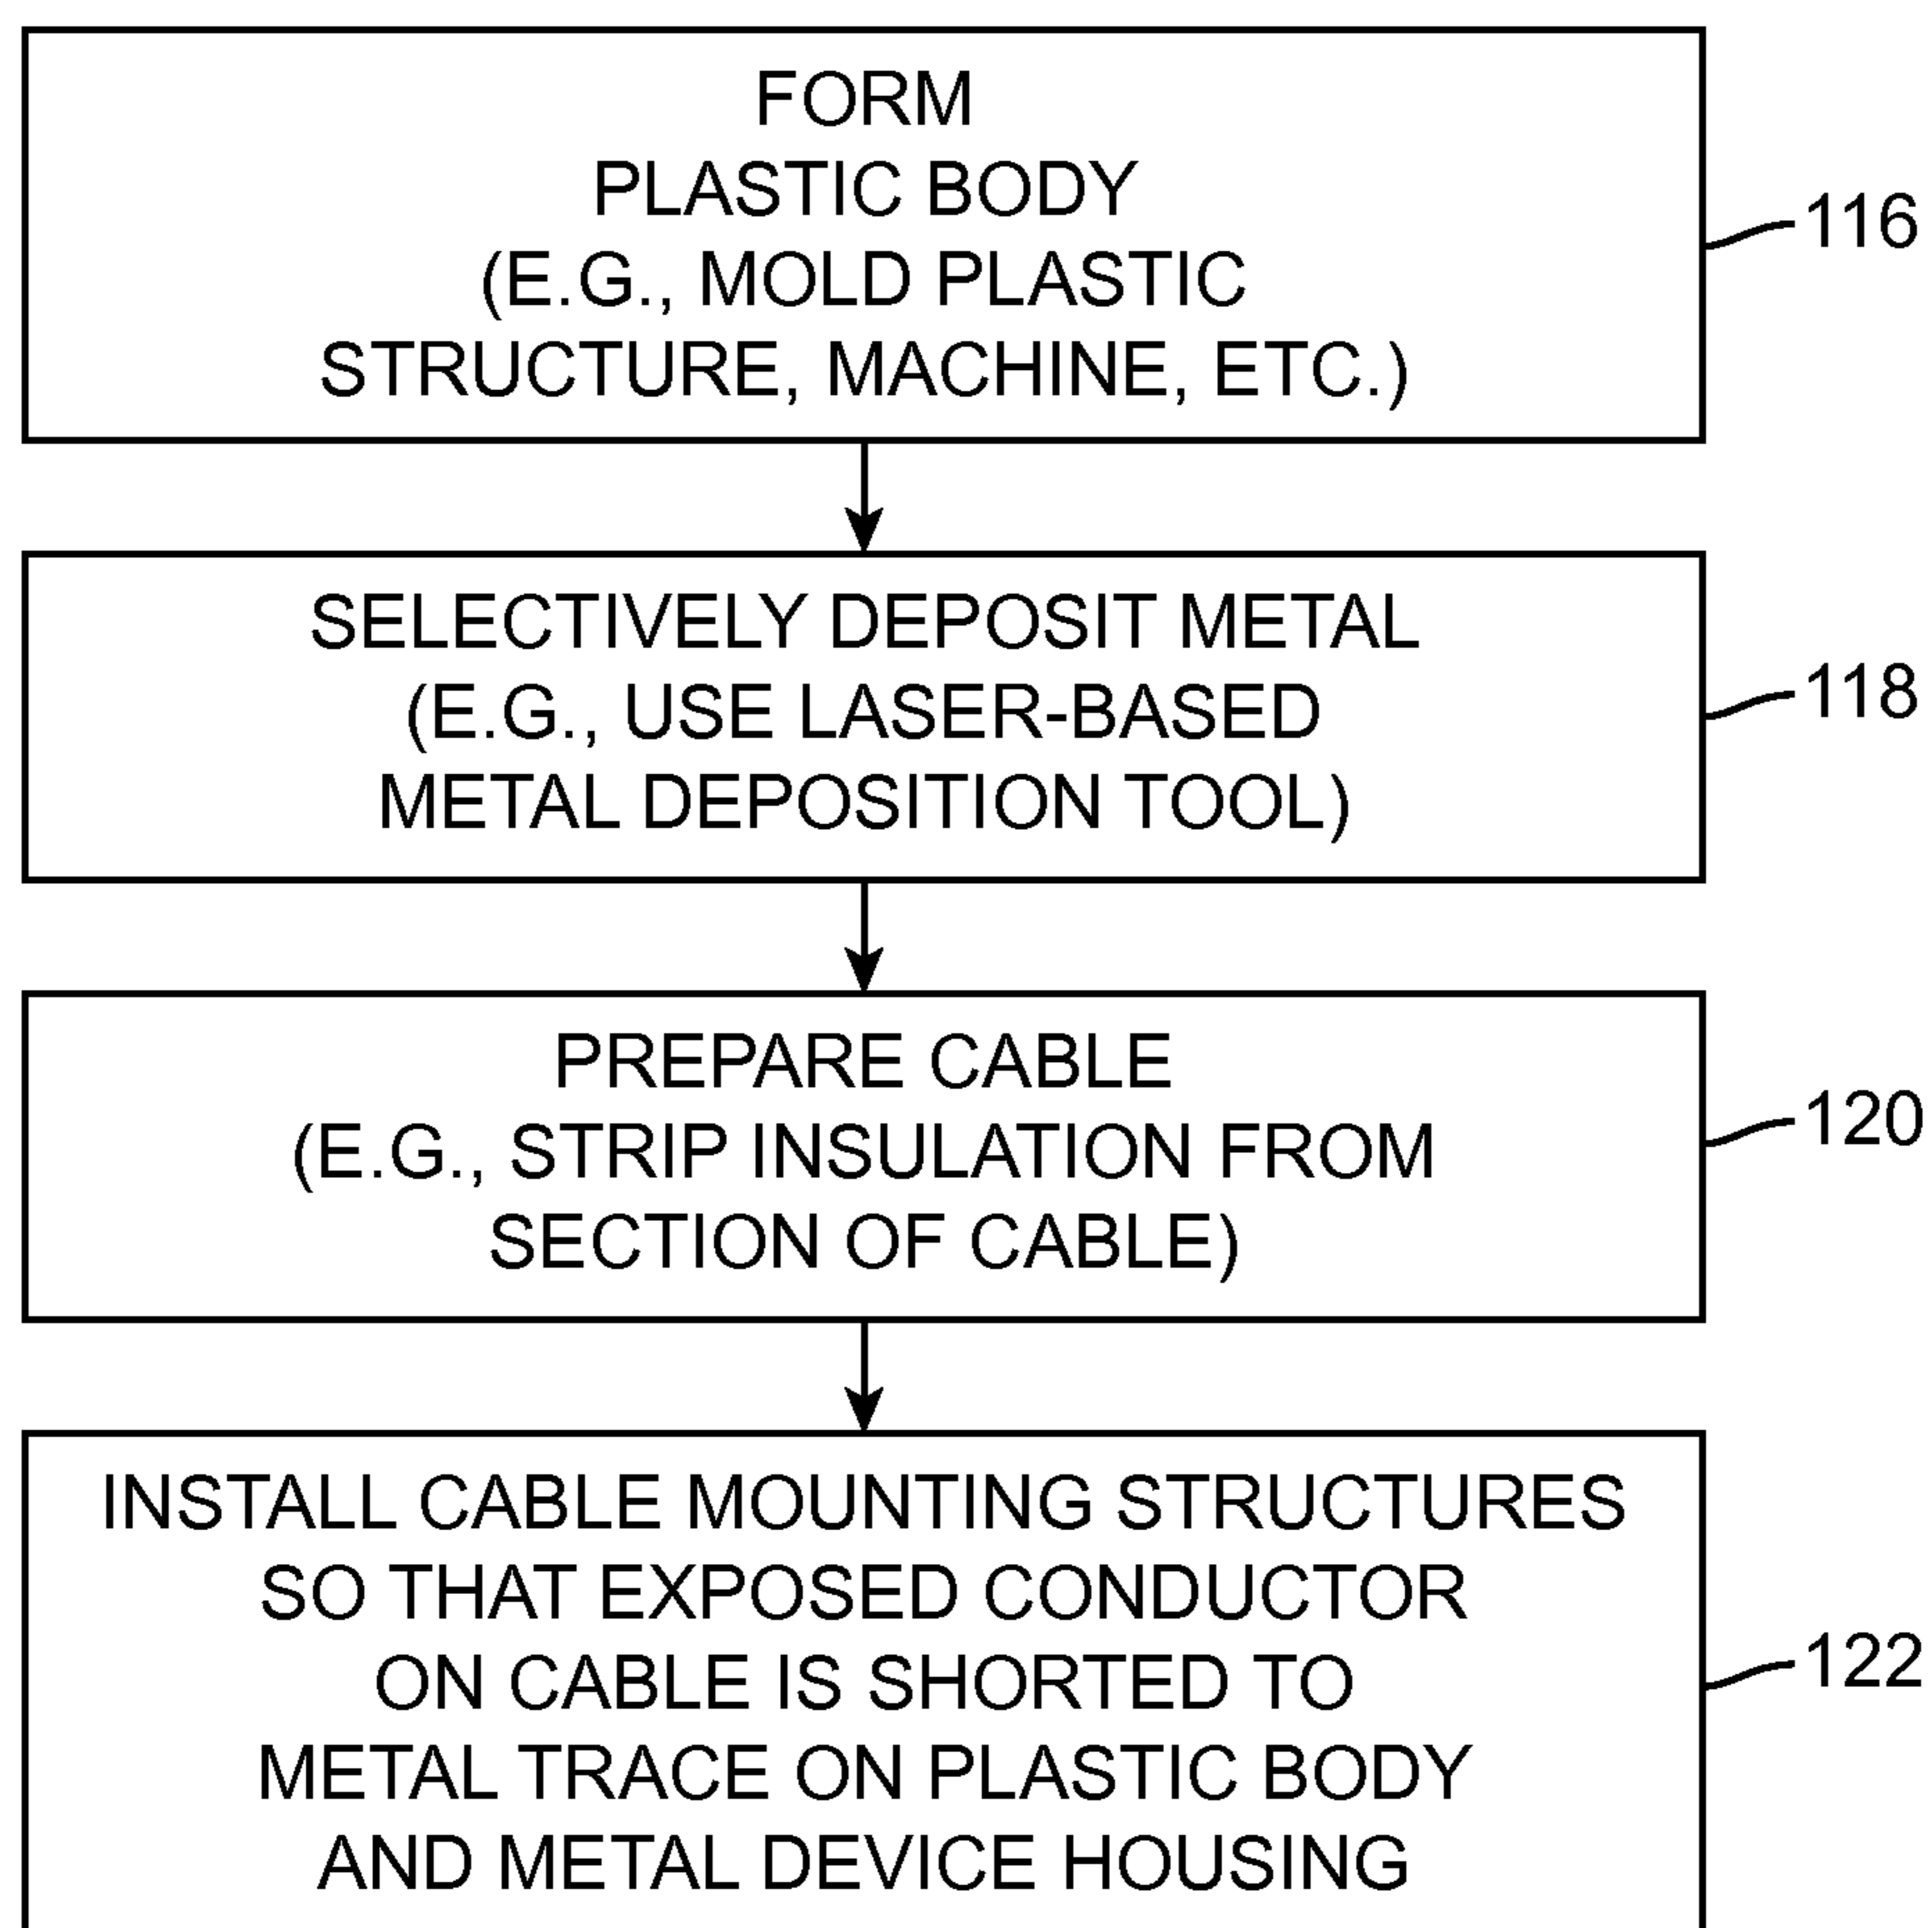 FORM
PLASTIC BODY
(E.G., MOLD PLASTIC
STRUCTURE, MACHINE, ETC.)
116
SELECTIVELY DEPOSIT METAL
(E.G., USE LASER-BASED
METAL DEPOSITION TOOL)
118
PREPARE CABLE
(E.G., STRIP INSULATION FROM
SECTION OF CABLE)
120
INSTALL CABLE MOUNTING STRUCTURES
SO THAT EXPOSED CONDUCTOR
ON CABLE IS SHORTED TO
METAL TRACE ON PLASTIC BODY
AND METAL DEVICE HOUSING
122